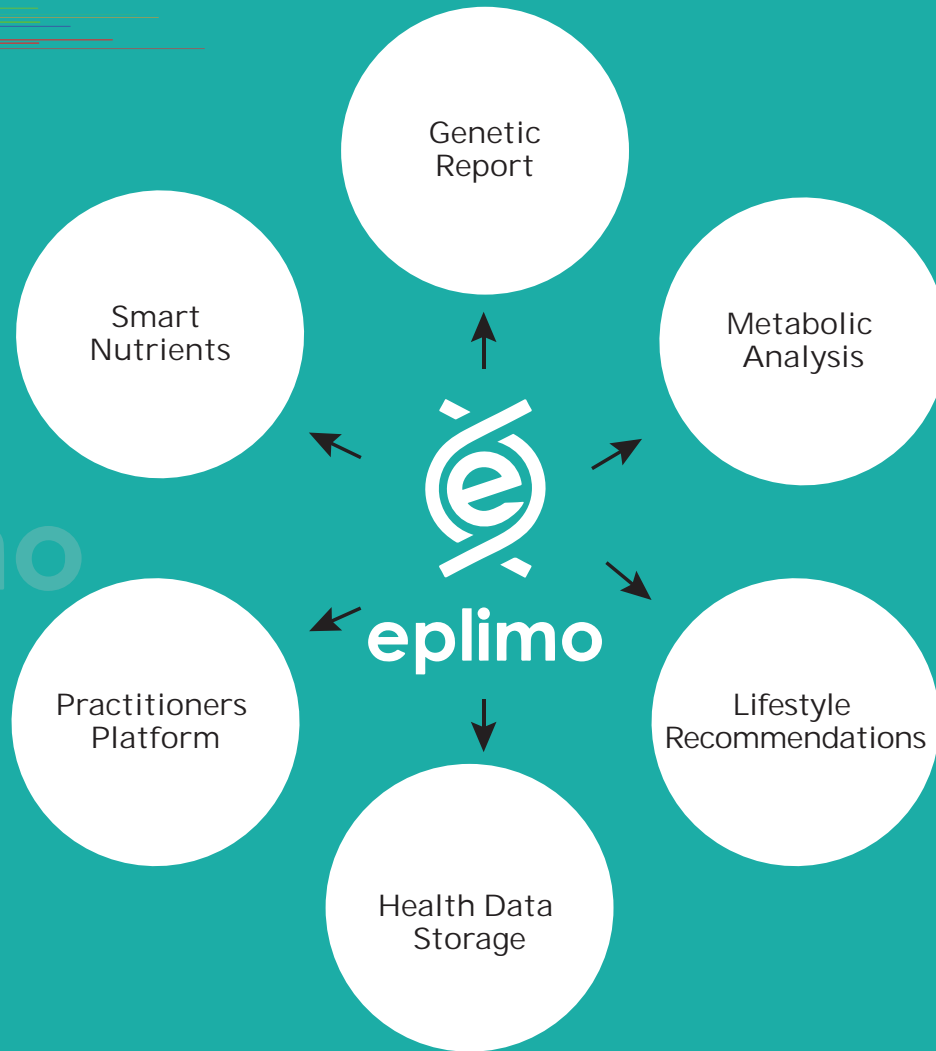 Genetic
Report
Smart
Nutrients
Metabolic
Analysis
eplimo
Practitioners
Platform
Lifestyle
Recommendations
Health Data
Storage